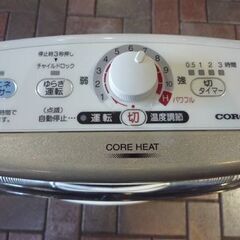 停止時3秒押し
チャイルドロック
ゆらぎ
運転
弱
強
10
H
パワフル
0.5 1 2 3時間
切
タイマー
(点滅)
自動停止…
運転
切
温度調節
COR
CORE HEAT